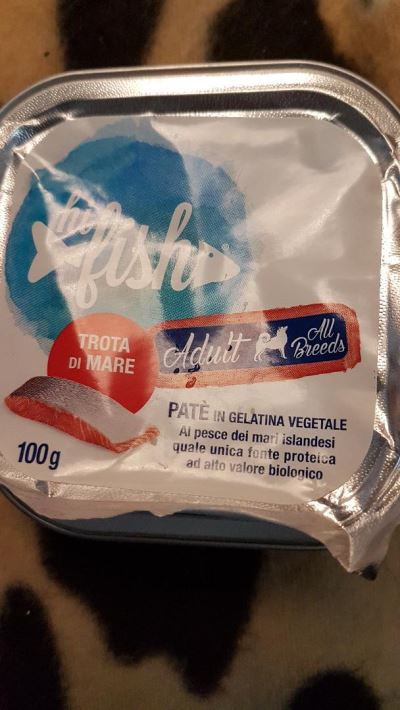 hi
fish
TROTA
DI MARE
Adult
All
Breeds
PATÈ IN GELATINA VEGETALE
Al pesce dei mari islandesi
quale unica fonte proteica
ad alto valore biologico
100g